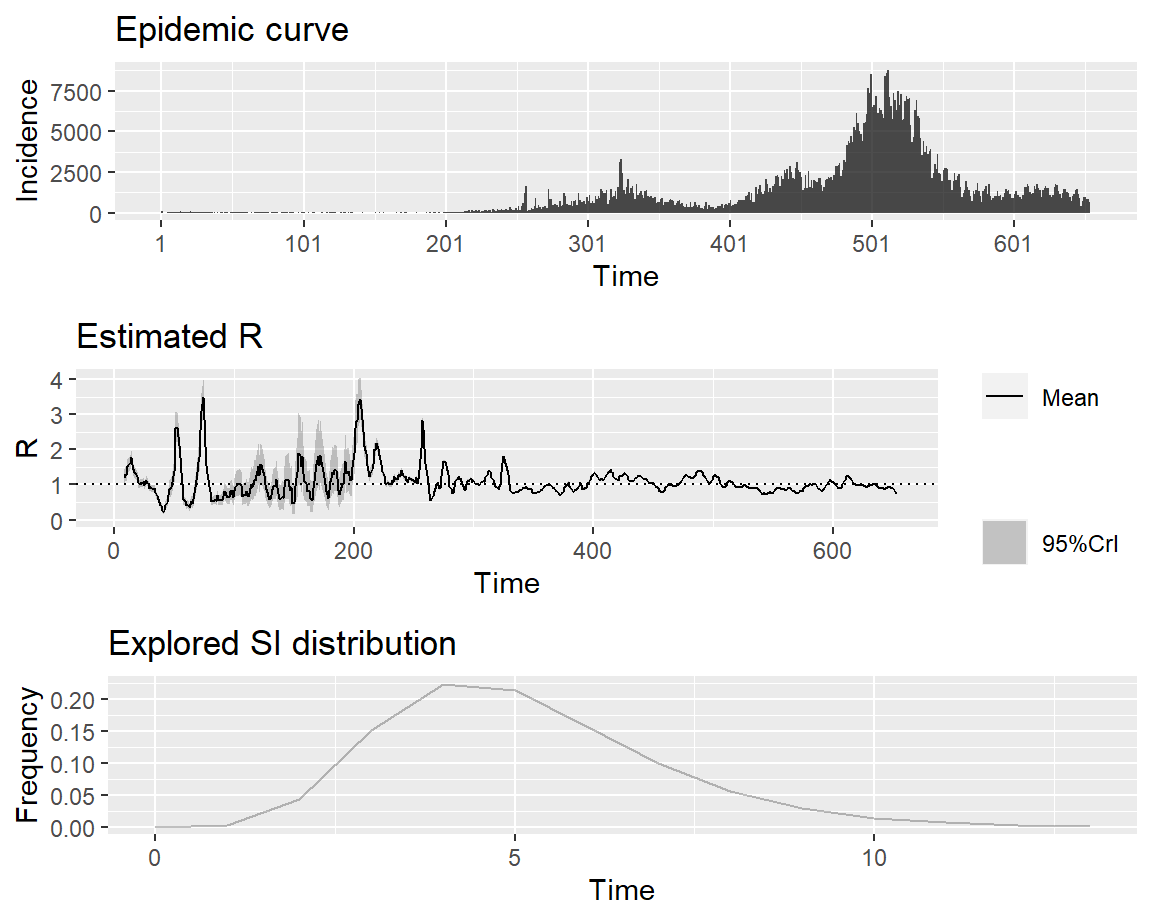 Epidemic curve
7500
5000
2500
0
Incidence
1 101 201 301 401 501 601
Time
Estimated R
4
3
2
1
0
R
0 200 400 600
Time
Mean
95%CrI
Explored SI distribution
0.20
0.15
0.10
0.05
0.00
Frequency
0 5 10
Time